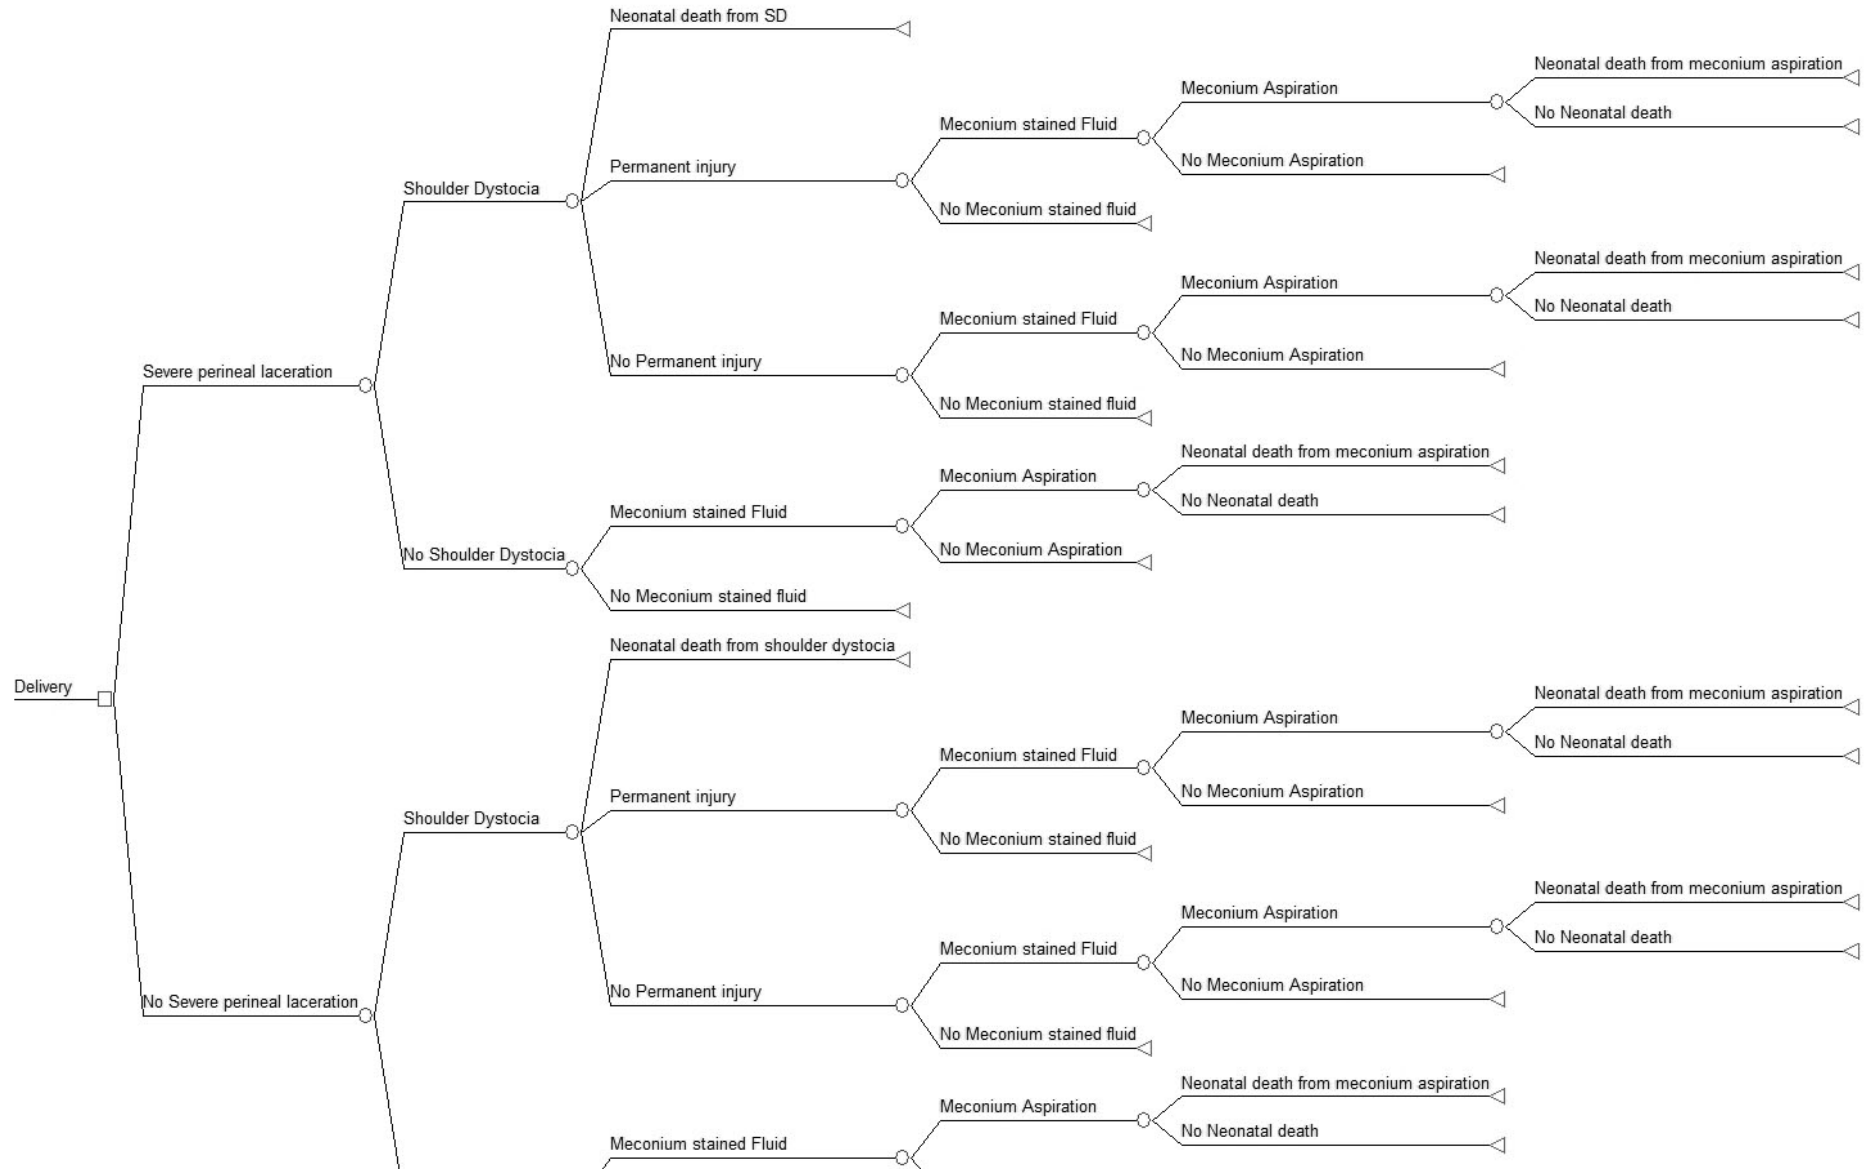 Neonatal death from SD
Neonatal death from meconium aspiration
Meconium Aspiration
No Neonatal death
Meconium stained Fluid
No Meconium Aspiration
Permanent injury
Shoulder Dystocia
No Meconium stained fluid
Neonatal death from meconium aspiration
Meconium Aspiration
No Neonatal death
Meconium stained Fluid
No Meconium Aspiration
No Permanent injury
Severe perineal laceration
No Meconium stained fluid
Neonatal death from meconium aspiration
Meconium Aspiration
No Neonatal death
Meconium stained Fluid
No Meconium Aspiration
No Shoulder Dystocia
No Meconium stained fluid
Neonatal death from shoulder dystocia
Delivery
Neonatal death from meconium aspiration
Meconium Aspiration
No Neonatal death
Meconium stained Fluid
No Meconium Aspiration
Permanent injury
Shoulder Dystocia
No Meconium stained fluid
Neonatal death from meconium aspiration
Meconium Aspiration
No Neonatal death
Meconium stained Fluid
No Meconium Aspiration
No Permanent injury
No Severe perineal laceration
No Meconium stained fluid
Neonatal death from meconium aspiration
Meconium Aspiration
No Neonatal death
Meconium stained Fluid